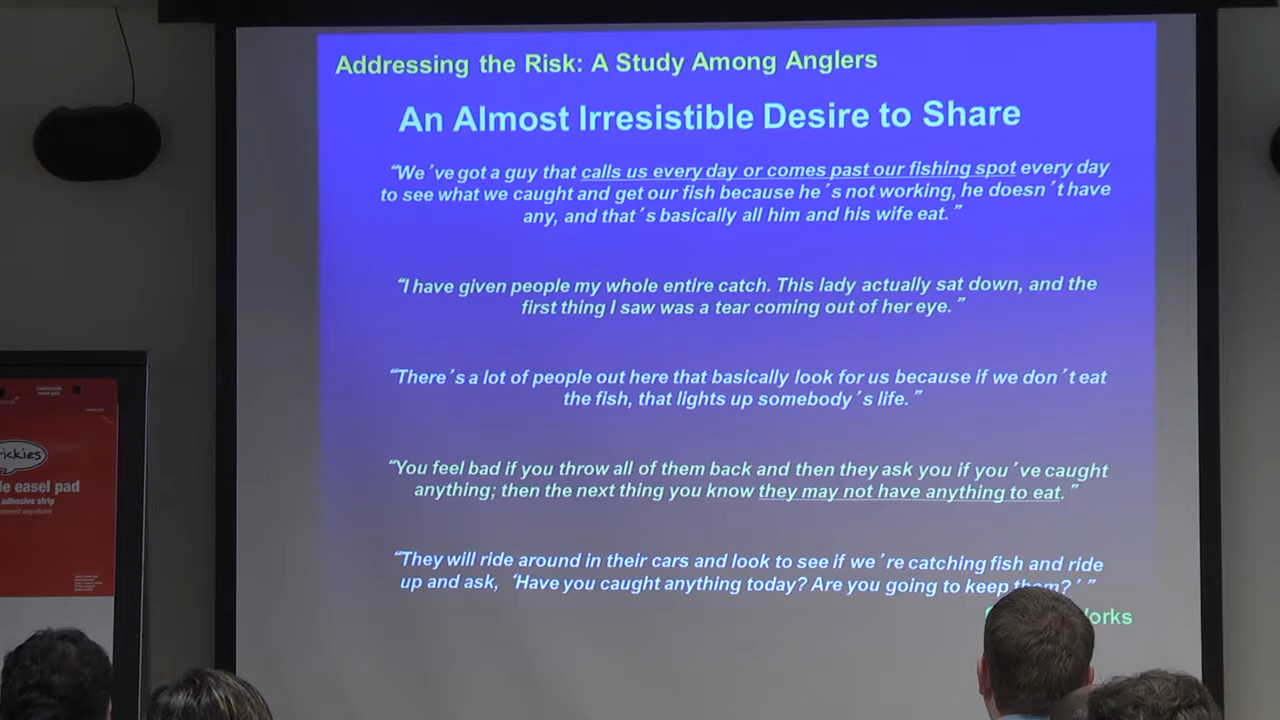 Addressing the Risk: A Study Among Anglers
An Almost Irresistible Desire to Share
“We´ve got a guy that calls us every day or comes past our fishing spot every day
to see what we caught and get our fish because he´s not working, he doesn´t have
any, and that´s basically all him and his wife eat.”
“I have given people my whole entire catch. This lady actually sat down, and the
first thing I saw was a tear coming out of her eye.”
“There´s a lot of people out here that basically look for us because if we don´t eat
the fish, that lights up somebody´s life.”
“You feel bad if you throw all of them back and then they ask you if you´ve caught
anything; then the next thing you know they may not have anything to eat.”
“They will ride around in their cars and look to see if we´re catching fish and ride
up and ask, ‘Have you caught anything today? Are you going to keep them?’”
orks
ickies
le easel pad
adhesive strip